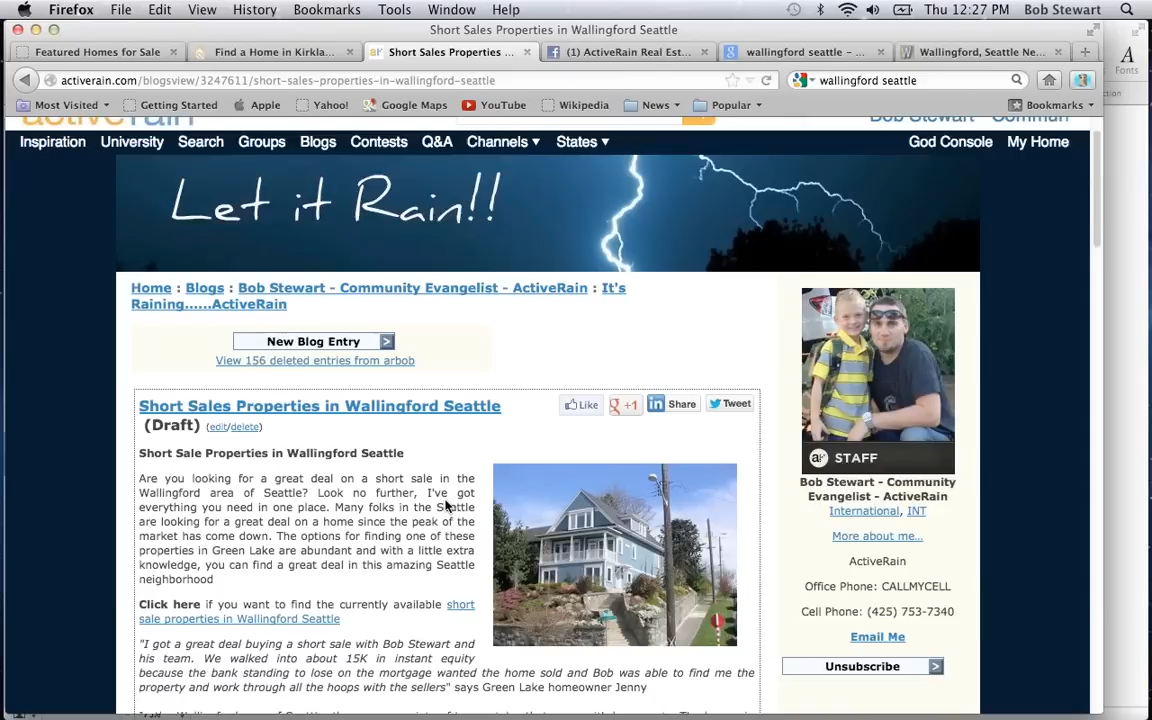 Firefox File Edit View History Bookmarks Tools Window Help Thu 12:27 PM Bob Stewart
Short Sales Properties in Wallingford Seattle
Featured Homes for Sale Find a Home in Kirkla... Short Sales Properties ... (1) ActiveRain Real Est... wallingford seattle - ... Wallingford, Seattle Ne...
activerain.com/blogsview/3247611/short-sales-properties-in-wallingford-seattle wallingford seattle
A
Fonts
Most Visited Getting Started Apple Yahoo! Google Maps YouTube Wikipedia News Popular Bookmarks
activerain Bob Stewart - Commun
Inspiration University Search Groups Blogs Contests Q&A Channels States God Console My Home
Let it Rain!!
Home : Blogs : Bob Stewart - Community Evangelist - ActiveRain : It's
Raining......ActiveRain
New Blog Entry >
View 156 deleted entries from arbob
Short Sales Properties in Wallingford Seattle
(Draft) (edit/delete)
Like +1 Share Tweet
Short Sale Properties in Wallingford Seattle
Are you looking for a great deal on a short sale in the
Wallingford area of Seattle? Look no further, I've got
everything you need in one place. Many folks in the Seattle
are looking for a great deal on a home since the peak of the
market has come down. The options for finding one of these
properties in Green Lake are abundant and with a little extra
knowledge, you can find a great deal in this amazing Seattle
neighborhood
Click here if you want to find the currently available short
sale properties in Wallingford Seattle
"I got a great deal buying a short sale with Bob Stewart and
his team. We walked into about 15K in instant equity
because the bank standing to lose on the mortgage wanted the home sold and Bob was able to find me the
property and work through all the hoops with the sellers" says Green Lake homeowner Jenny
ar STAFF
Bob Stewart - Community
Evangelist - ActiveRain
International, INT
More about me...
ActiveRain
Office Phone: CALLMYCELL
Cell Phone: (425) 753-7340
Email Me
Unsubscribe >